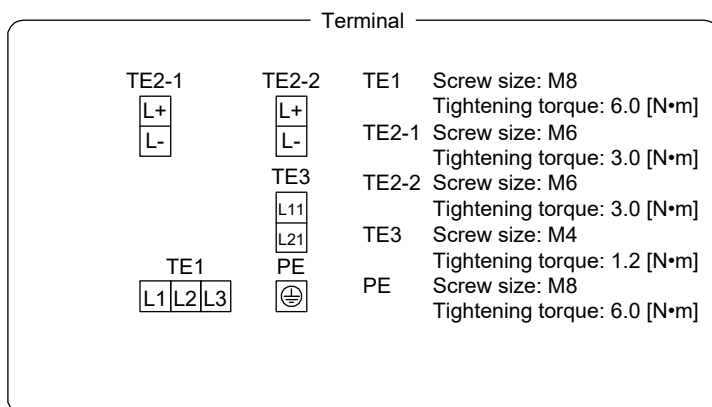 Terminal
TE2-1 TE2-2
L+ L+
L- L-
TE3
L11
L21
TE1 PE
L1 L2 L3
TE1 Screw size: M8
Tightening torque: 6.0 [N•m]
TE2-1 Screw size: M6
Tightening torque: 3.0 [N•m]
TE2-2 Screw size: M6
Tightening torque: 3.0 [N•m]
TE3 Screw size: M4
Tightening torque: 1.2 [N•m]
PE Screw size: M8
Tightening torque: 6.0 [N•m]